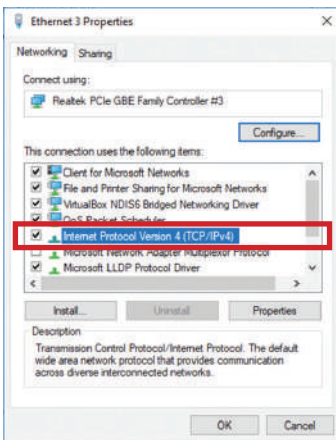 Ethernet 3 Properties
Networking Sharing
Connect using:
Realtek PCIe GBE Family Controller #3
Configure...
This connection uses the following items:
Client for Microsoft Networks
File and Printer Sharing for Microsoft Networks
VirtualBox NDIS6 Bridged Networking Driver
QoS Packet Scheduler
Internet Protocol Version 4 (TCP/IPv4)
Microsoft Network Adapter Multiplexor Protocol
Microsoft LLDP Protocol Driver
Install... Uninstall Properties
Description
Transmission Control Protocol/Internet Protocol. The default
wide area network protocol that provides communication
across diverse interconnected networks.
OK Cancel